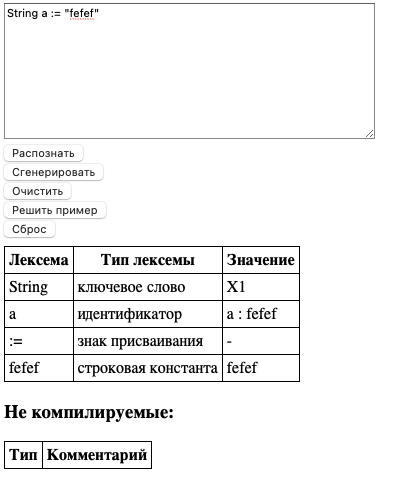 String a := "fefef"
Распознать
Сгенерировать
Очистить
Решить пример
Сброс
Лексема Тип лексемы Значение
String ключевое слово X1
a идентификатор a : fefef
:= знак присваивания -
fefef строковая константа fefef
Не компилируемые:
Тип Комментарий